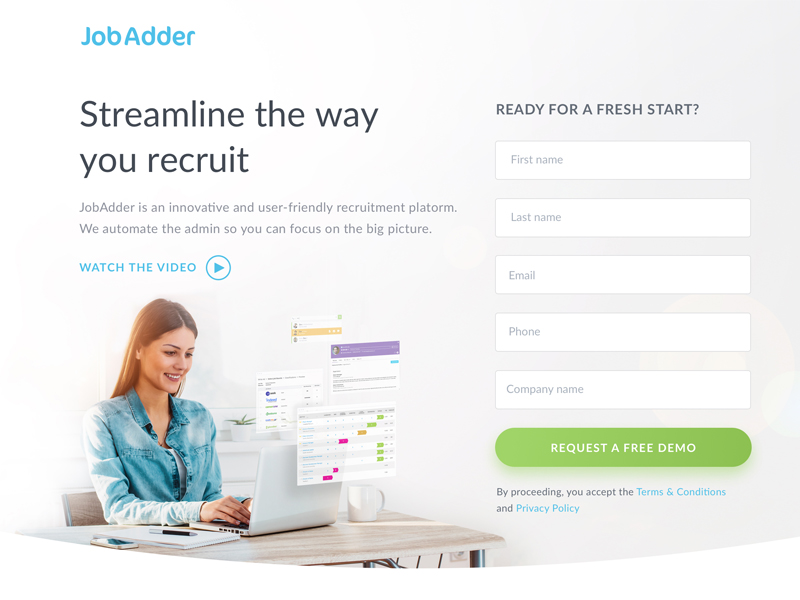 JobAdder
Streamline the way
you recruit
JobAdder is an innovative and user-friendly recruitment platorm.
We automate the admin so you can focus on the big picture.
WATCH THE VIDEO
READY FOR A FRESH START?
First name
Last name
Email
Phone
Company name
REQUEST A FREE DEMO
By proceeding, you accept the Terms & Conditions
and Privacy Policy